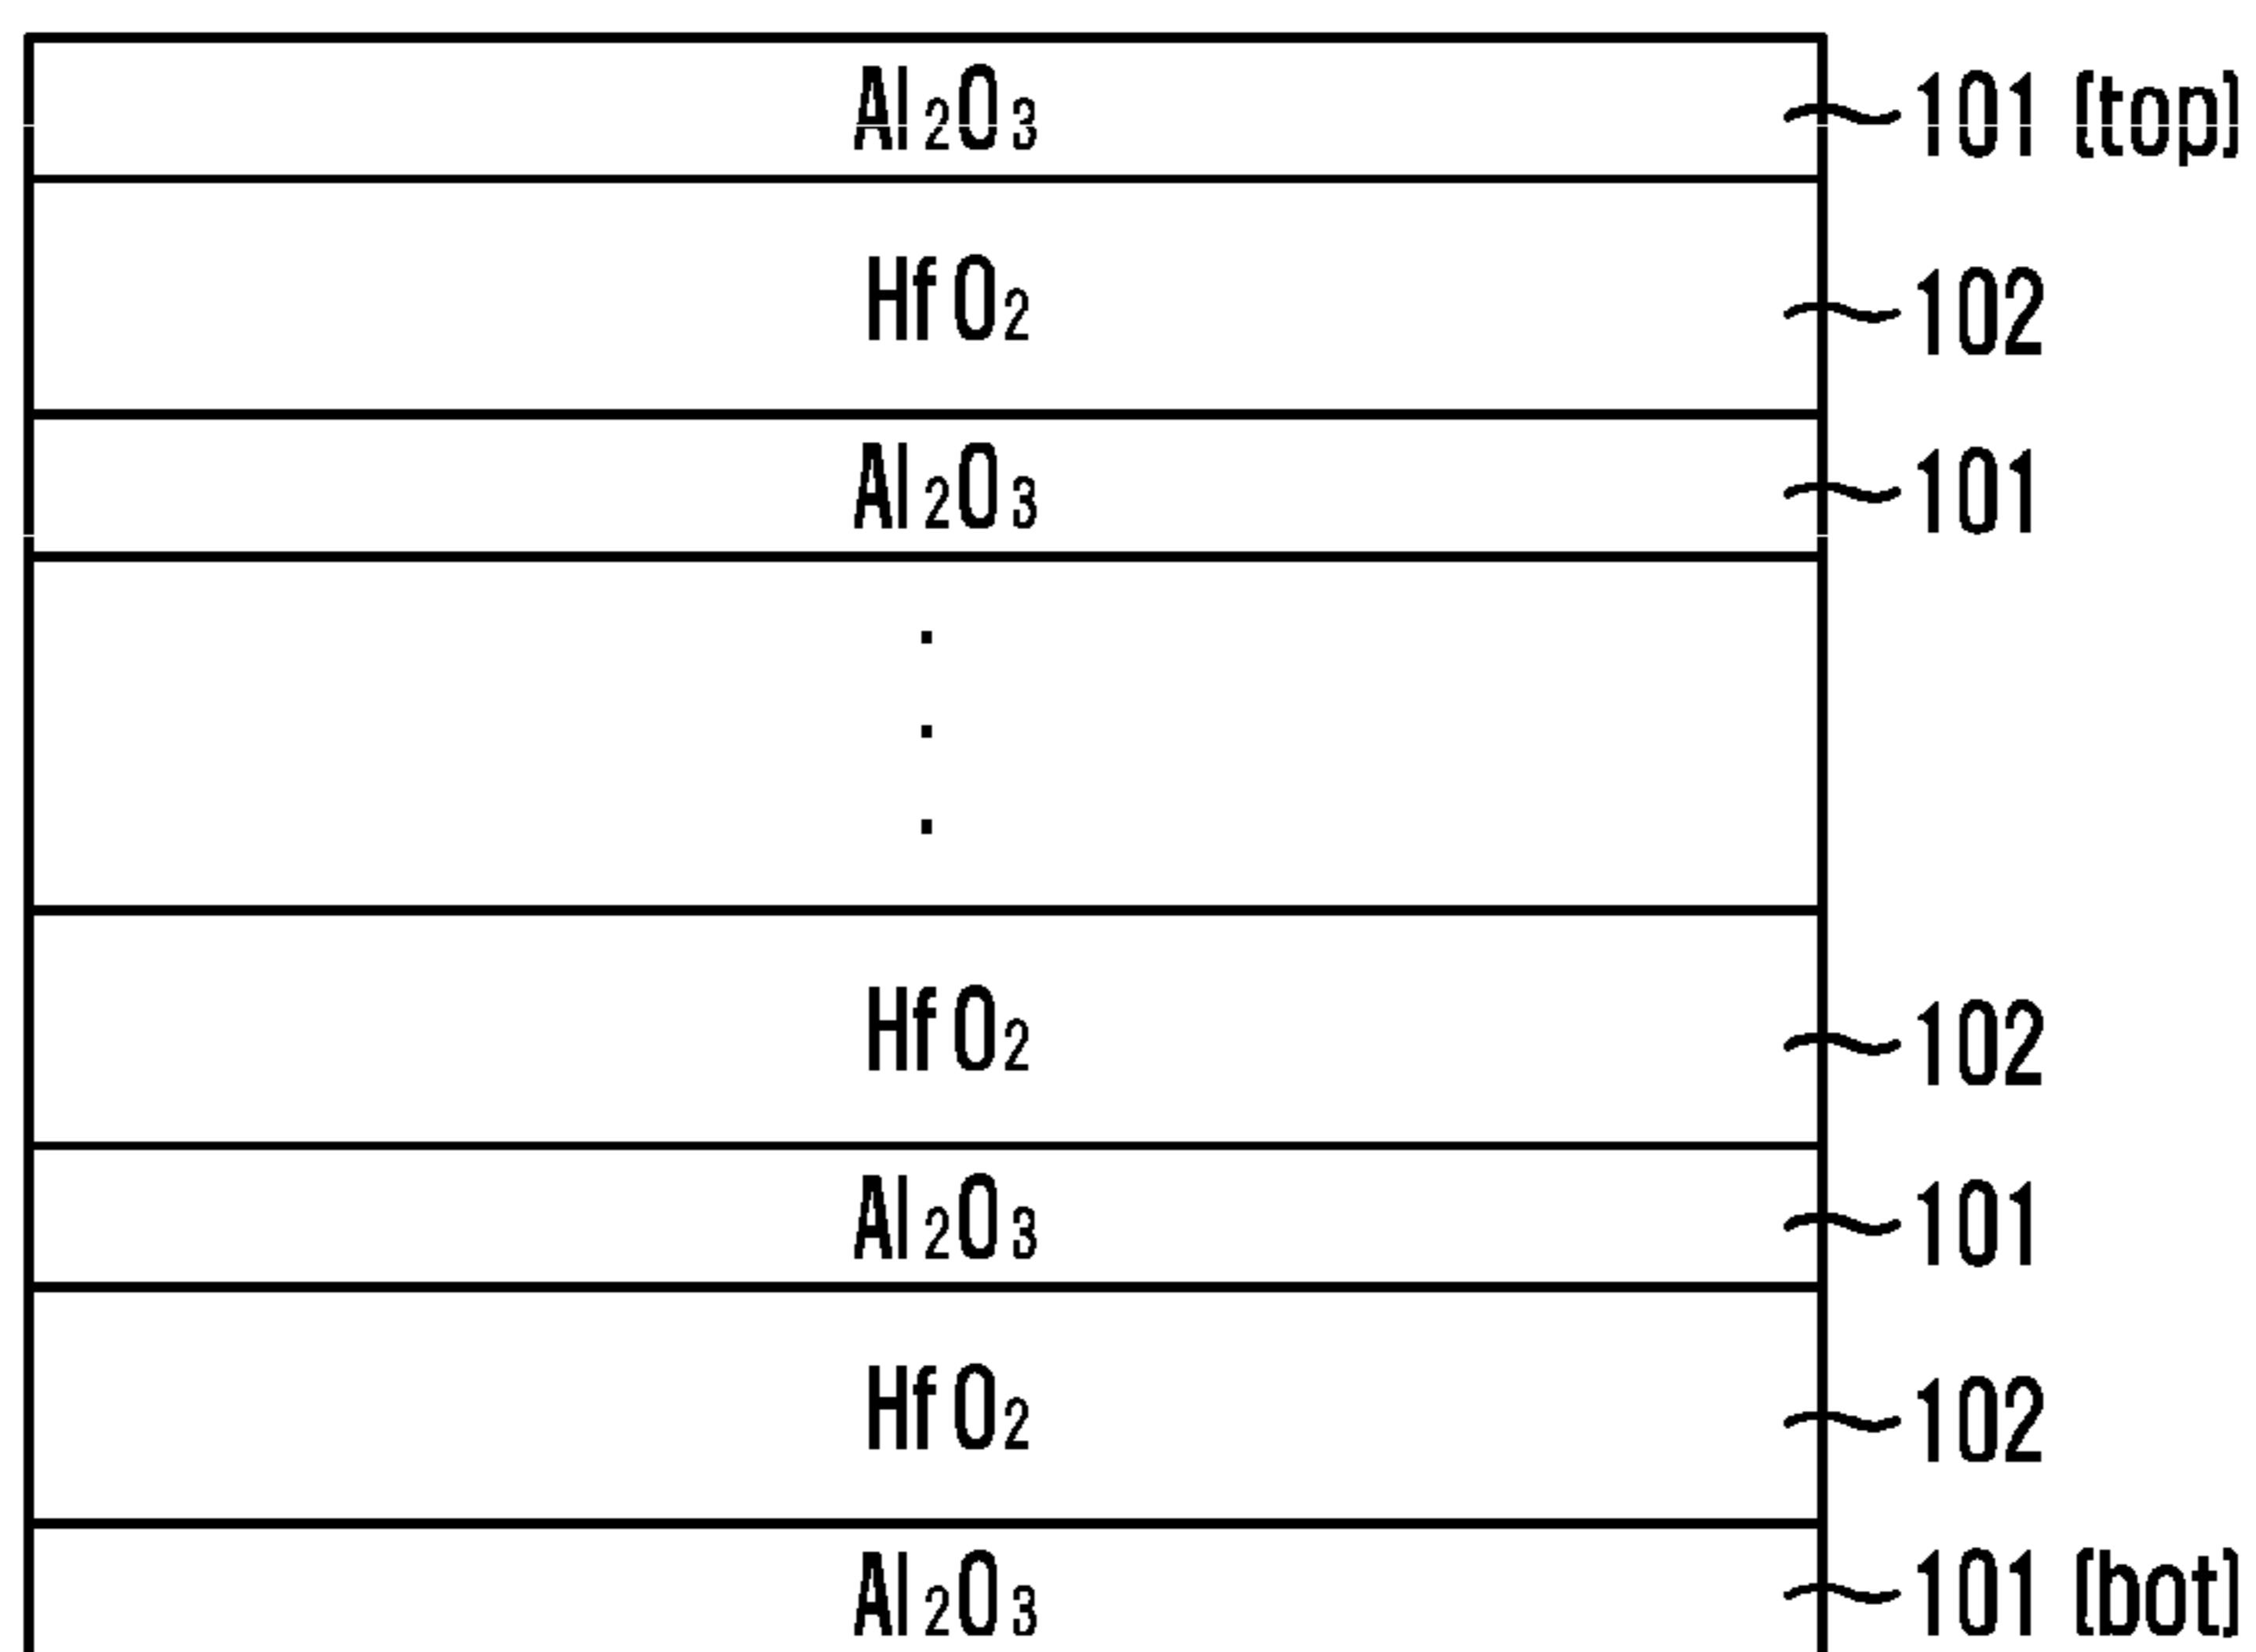 Al₂O₃ 101 (top)
HfO₂ 102
Al₂O₃ 101
.
.
.
HfO₂ 102
Al₂O₃ 101
HfO₂ 102
Al₂O₃ 101 (bot)